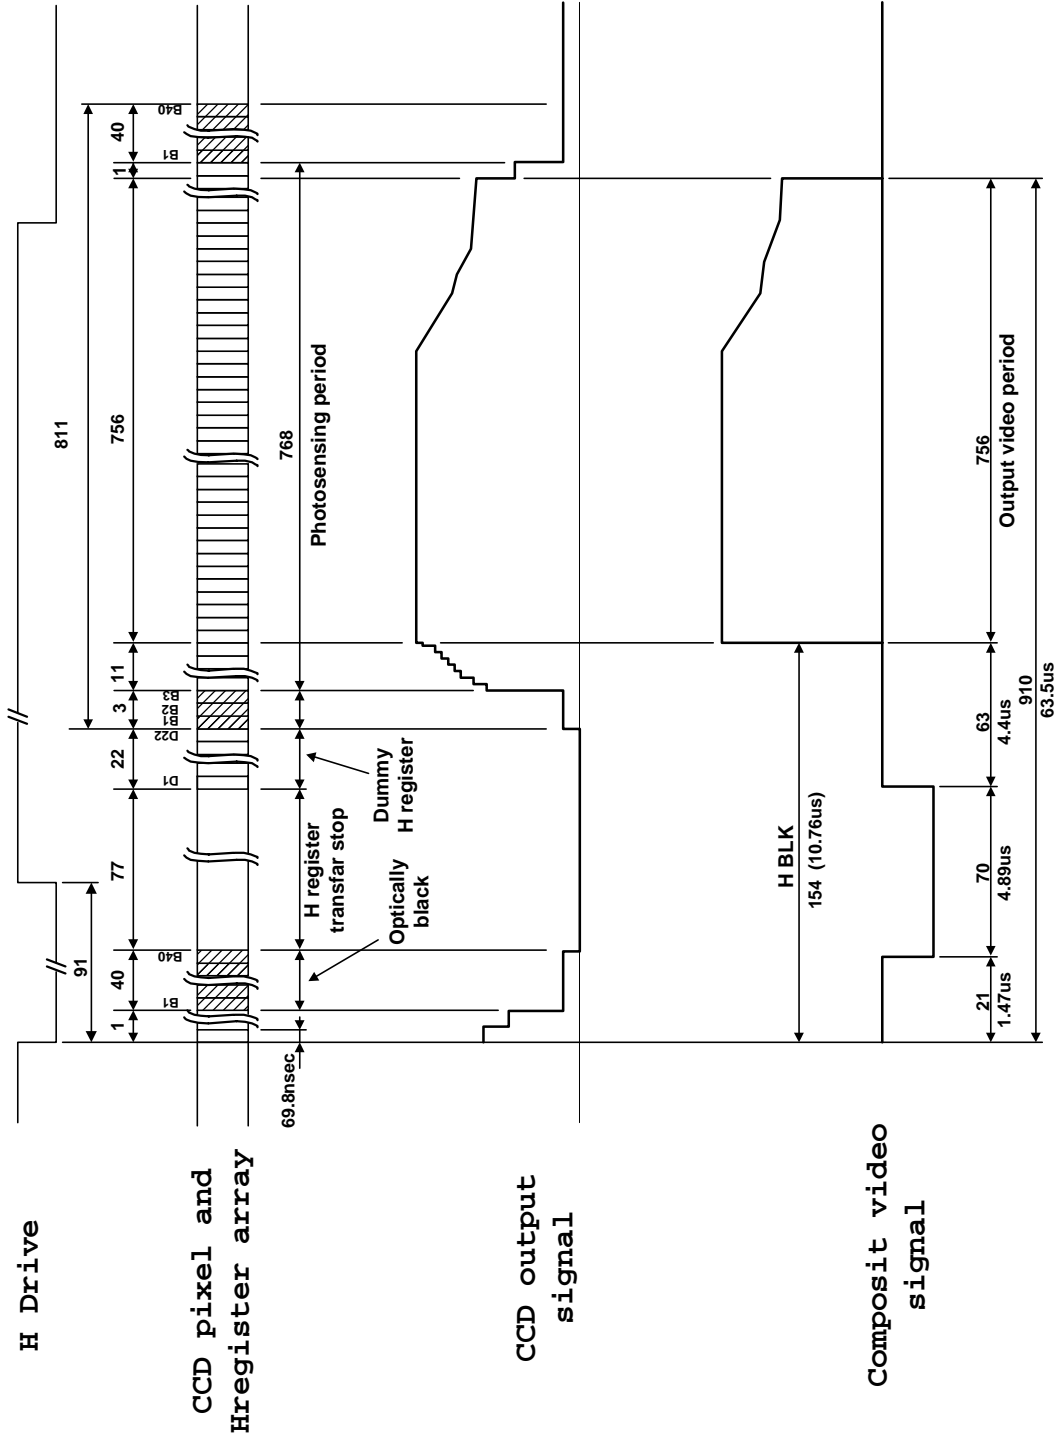 H Drive
91
811
1
40
77
22
3
11
756
1
40
B1
B40
D1
D22
B1
B2
B3
B1
B40
CCD pixel and
Hregister array
69.8nsec
768
Optically
black
H register
transfar stop
Dummy
H register
Photosensing period
CCD output
signal
H BLK
154 (10.76us)
Composit video
signal
21
1.47us
70
4.89us
63
4.4us
756
Output video period
910
63.5us